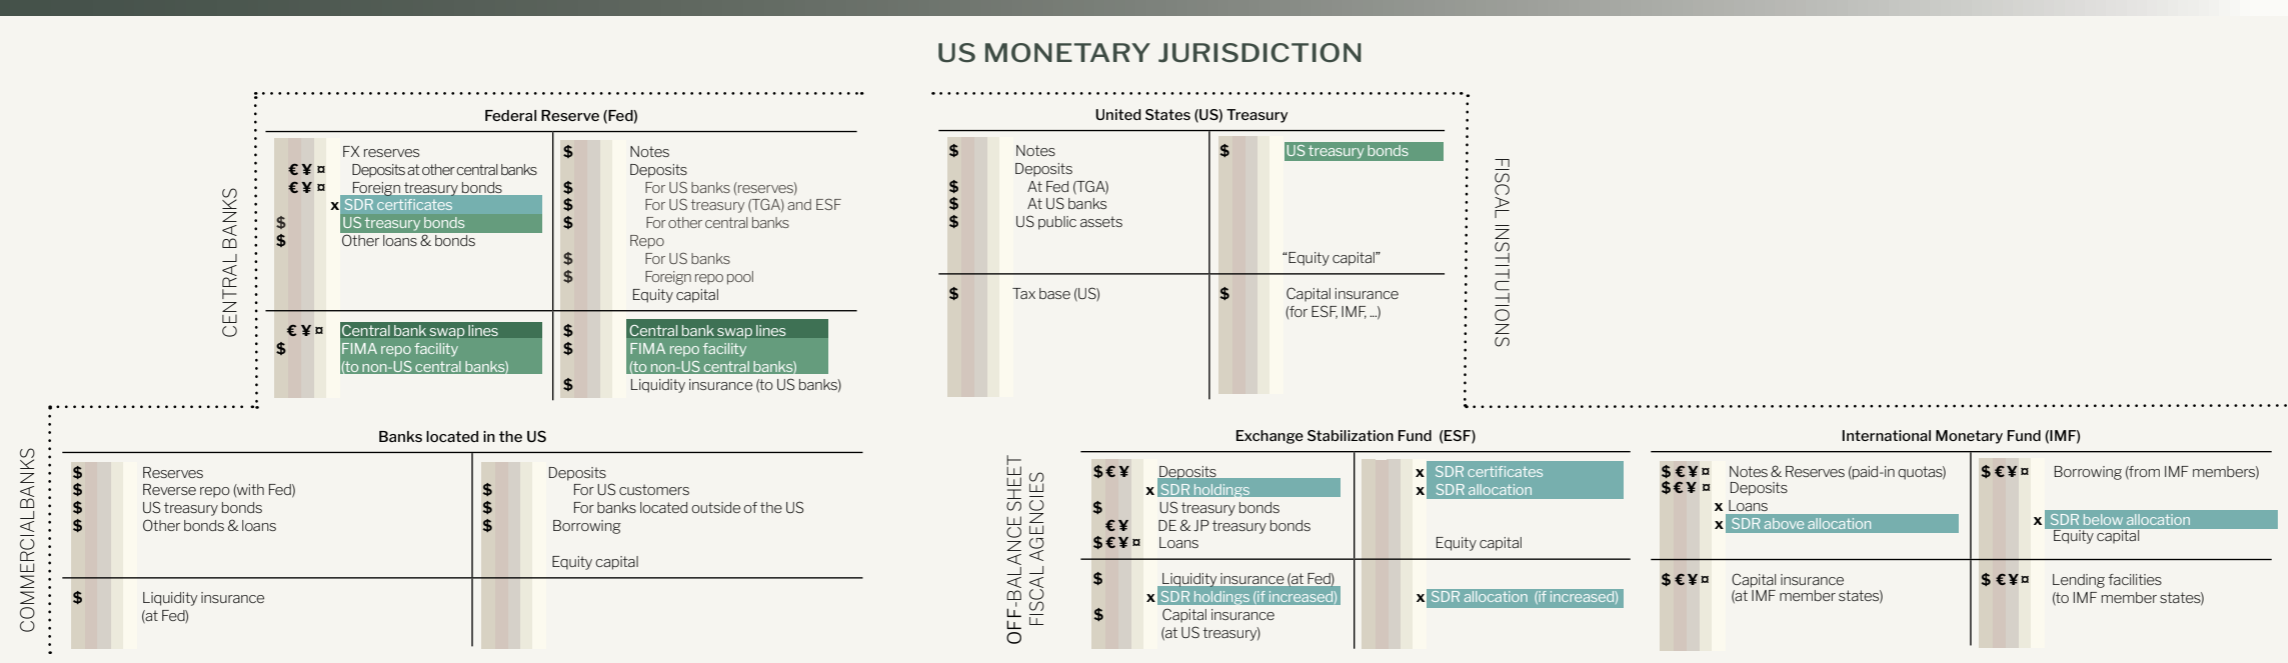 US MONETARY JURISDICTION
CENTRAL BANKS
Federal Reserve (Fed)
FX reserves
€ ¥ ¤ Deposits at other central banks
€ ¥ ¤ Foreign treasury bonds
x SDR certificates
$ US treasury bonds
$ Other loans & bonds
$ Notes
Deposits
$ For US banks (reserves)
$ For US treasury (TGA) and ESF
$ For other central banks
Repo
$ For US banks
$ Foreign repo pool
Equity capital
€ ¥ ¤ Central bank swap lines
$ FIMA repo facility
(to non-US central banks)
$ Central bank swap lines
$ FIMA repo facility
(to non-US central banks)
$ Liquidity insurance (to US banks)
United States (US) Treasury
$ Notes
Deposits
$ At Fed (TGA)
$ At US banks
$ US public assets
$ US treasury bonds
“Equity capital”
$ Tax base (US)
$ Capital insurance
(for ESF, IMF, ...)
FISCAL INSTITUTIONS
COMMERCIALBANKS
Banks located in the US
$ Reserves
$ Reverse repo (with Fed)
$ US treasury bonds
$ Other bonds & loans
Deposits
$ For US customers
$ For banks located outside of the US
$ Borrowing
Equity capital
$ Liquidity insurance
(at Fed)
OFF-BALANCE SHEET
FISCAL AGENCIES
Exchange Stabilization Fund (ESF)
$ € ¥ Deposits
x SDR holdings
$ US treasury bonds
€ ¥ DE & JP treasury bonds
$ € ¥ ¤ Loans
x SDR certificates
x SDR allocation
Equity capital
$ Liquidity insurance (at Fed)
x SDR holdings (if increased)
$ Capital insurance
(at US treasury)
x SDR allocation (if increased)
International Monetary Fund (IMF)
$ € ¥ ¤ Notes & Reserves (paid-in quotas)
$ € ¥ ¤ Deposits
x Loans
x SDR above allocation
$ € ¥ ¤ Borrowing (from IMF members)
x SDR below allocation
Equity capital
$ € ¥ ¤ Capital insurance
(at IMF member states)
$ € ¥ ¤ Lending facilities
(to IMF member states)